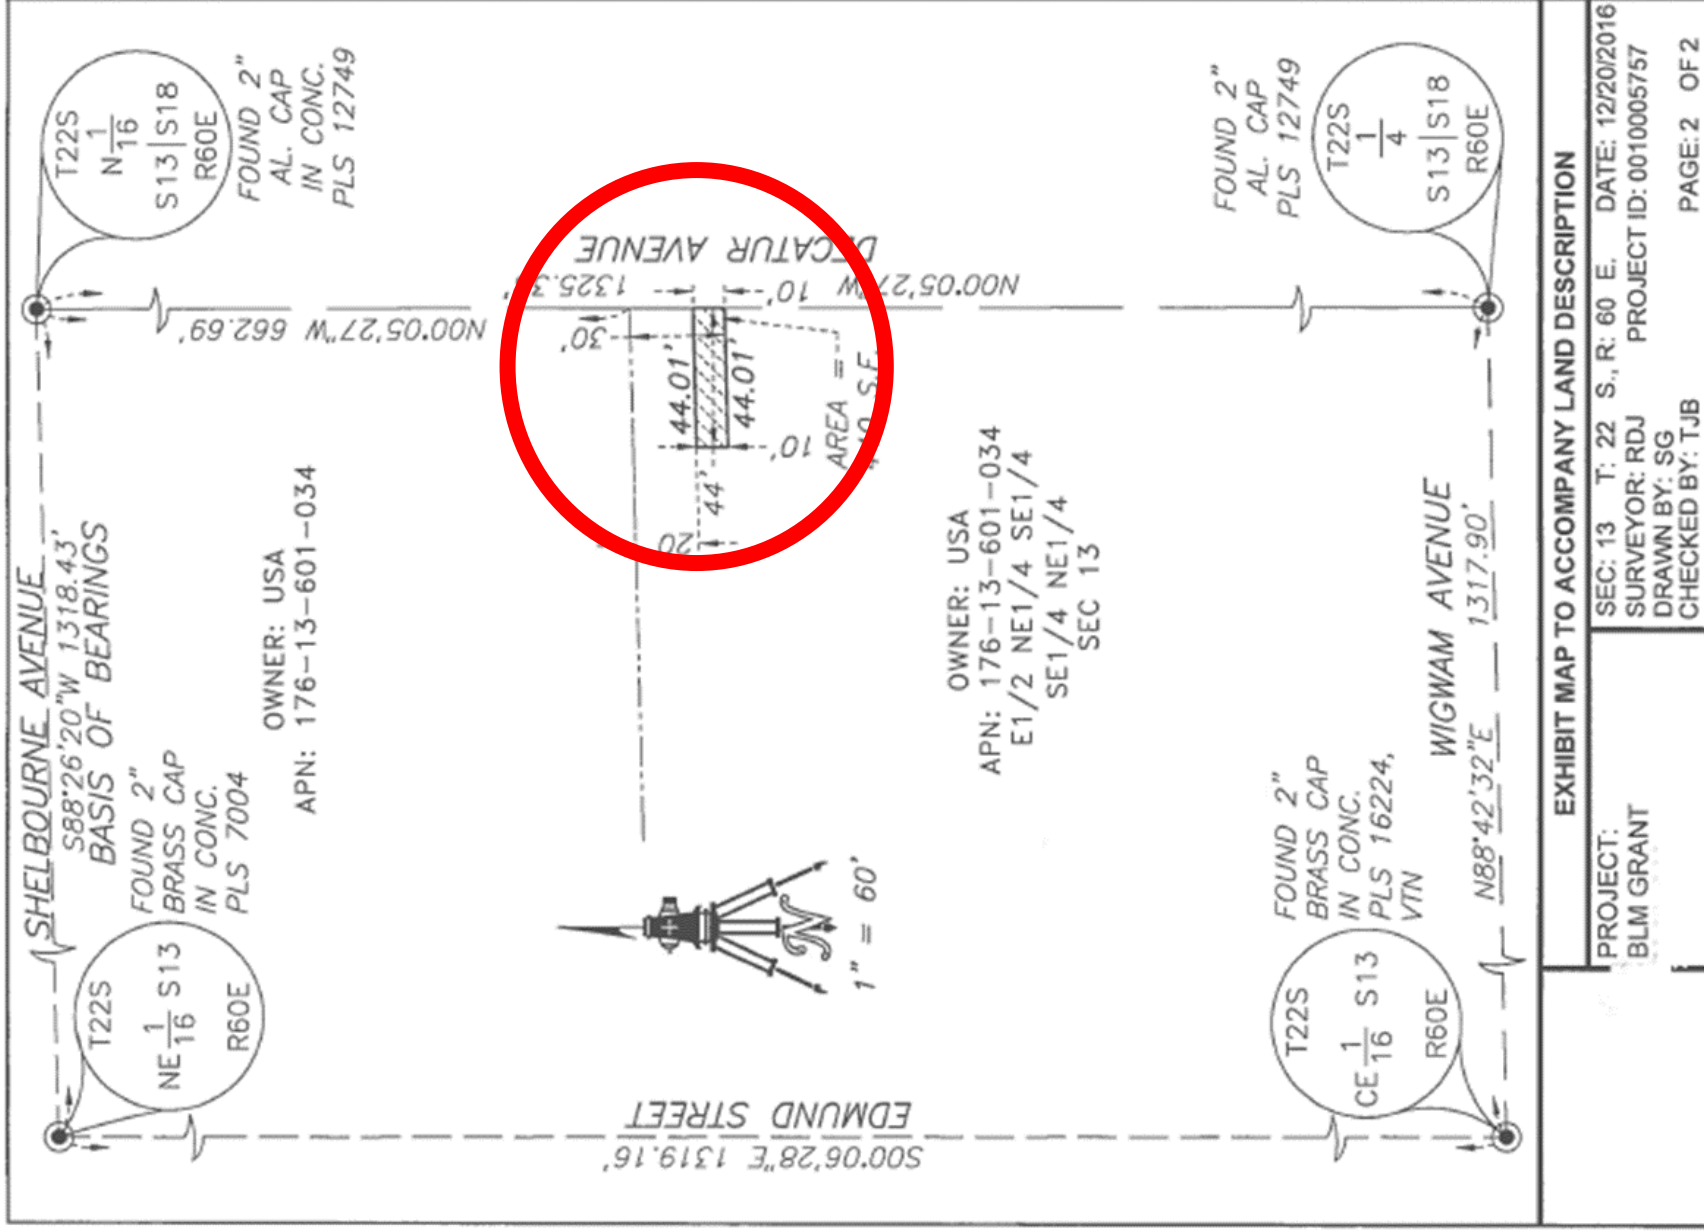 SHELBOURNE AVENUE
S88°26'20"W 1318.43'
BASIS OF BEARINGS
T22S
NE 1/16 S13
R60E
FOUND 2"
BRASS CAP
IN CONC.
PLS 7004
OWNER: USA
APN: 176-13-601-034
T22S
N 1/16
S13|S18
R60E
FOUND 2"
AL. CAP
IN CONC.
PLS 12749
N00°05'27"W 662.69'
DECATUR AVENUE
N00°05'27"W 1325.3
30'
10'
44.01'
44.01'
10'
44'
20
AREA =
S.F.
OWNER: USA
APN: 176-13-601-034
E1/2 NE1/4 SE1/4
SE1/4 NE1/4
SEC 13
1" = 60'
EDMUND STREET
S00°06'28"E 1319.16'
FOUND 2"
AL. CAP
PLS 12749
T22S
1/4
S13|S18
R60E
WIGWAM AVENUE
N88°42'32"E 1317.90'
FOUND 2"
BRASS CAP
IN CONC.
PLS 16224,
VTN
T22S
CE 1/16 S13
R60E
EXHIBIT MAP TO ACCOMPANY LAND DESCRIPTION
PROJECT:
BLM GRANT
SEC: 13 T: 22 S., R: 60 E. DATE: 12/20/2016
SURVEYOR: RDJ PROJECT ID: 0010005757
DRAWN BY: SG
CHECKED BY: TJB PAGE: 2 OF 2